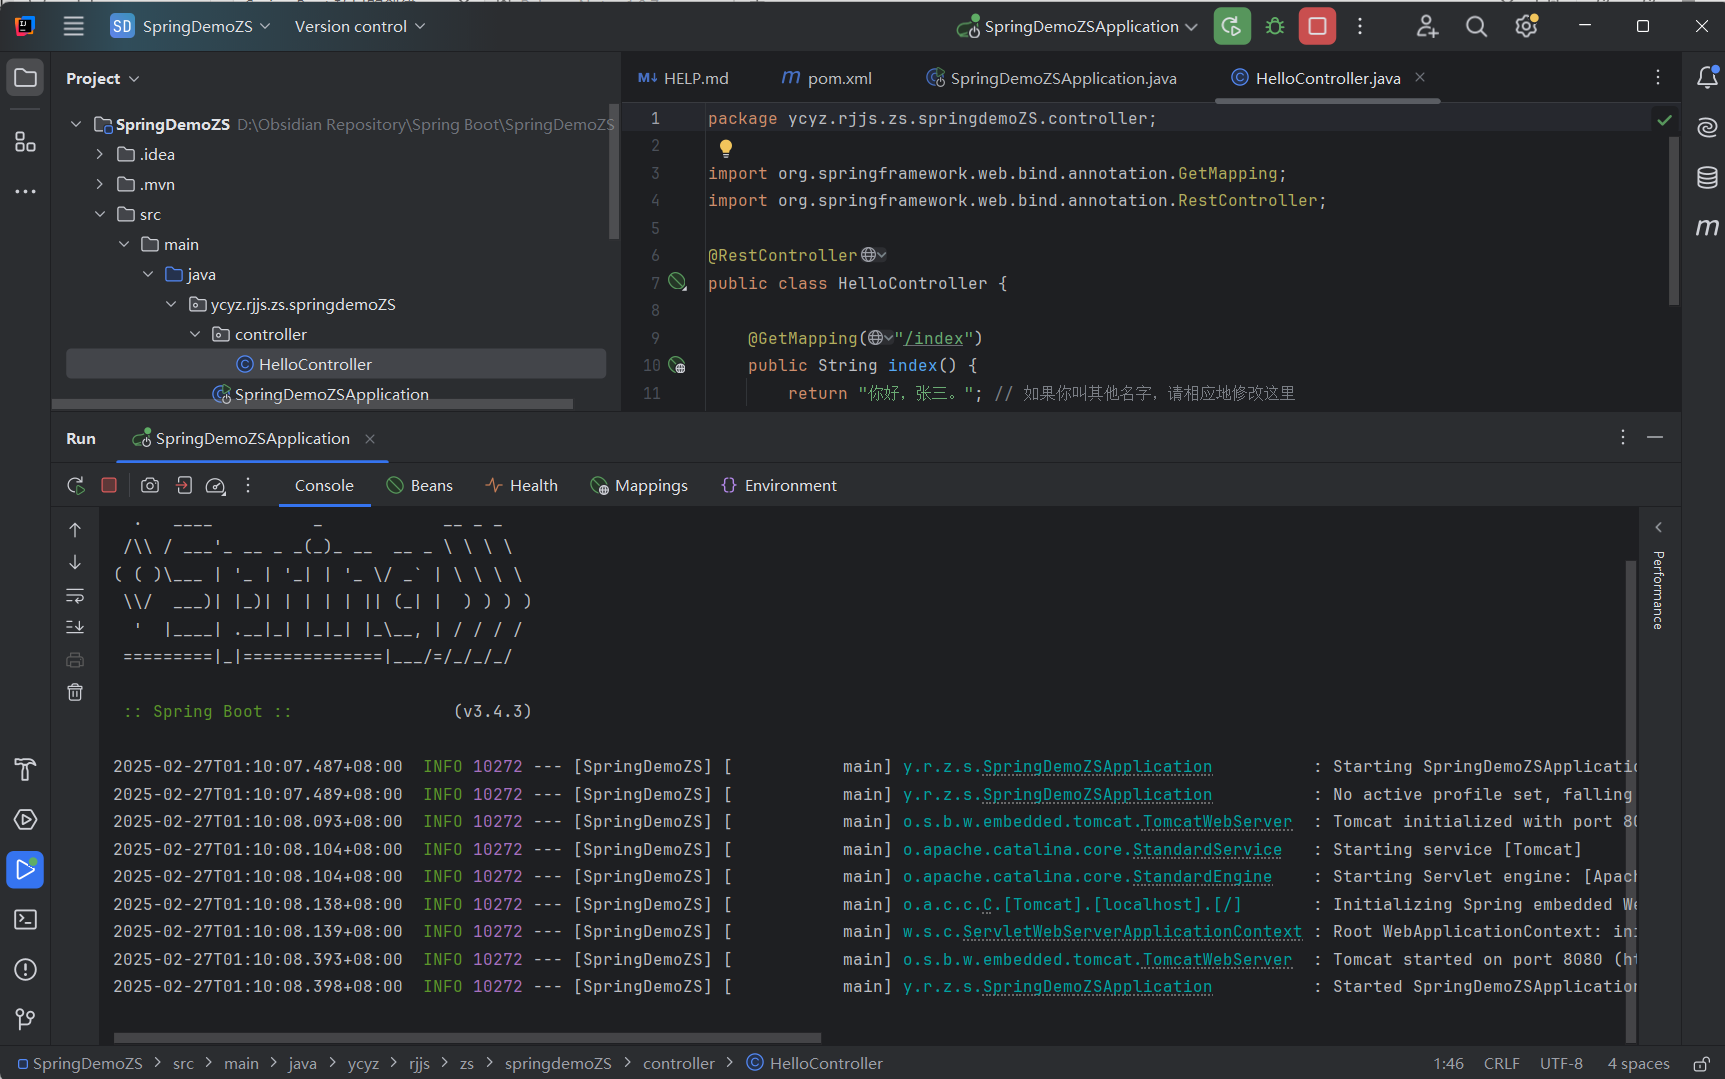 SD SpringDemoZS Version control SpringDemoZSApplication
Project
SpringDemoZS D:\Obsidian Repository\Spring Boot\SpringDemoZS
.idea
.mvn
src
main
java
ycyz.rjjs.zs.springdemoZS
controller
HelloController
SpringDemoZSApplication
M↓ HELP.md m pom.xml SpringDemoZSApplication.java HelloController.java
1 package ycyz.rjjs.zs.springdemoZS.controller;
2
3 import org.springframework.web.bind.annotation.GetMapping;
4 import org.springframework.web.bind.annotation.RestController;
5
6 @RestController
7 public class HelloController {
8
9 @GetMapping("/index")
10 public String index() {
11 return "你好，张三。"; // 如果你叫其他名字，请相应地修改这里
Run SpringDemoZSApplication
Console Beans Health Mappings Environment
  .   ____          _            __ _ _
 /\\ / ___'_ __ _ _(_)_ __  __ _ \ \ \ \
( ( )\___ | '_ | '_| | '_ \/ _` | \ \ \ \
 \\/  ___)| |_)| | | | | || (_| |  ) ) ) )
  '  |____| .__|_| |_|_| |_\__, | / / / /
 =========|_|==============|___/=/_/_/_/
:: Spring Boot :: (v3.4.3)
2025-02-27T01:10:07.487+08:00 INFO 10272 --- [SpringDemoZS] [ main] y.r.z.s.SpringDemoZSApplication : Starting SpringDemoZSApplicatio
2025-02-27T01:10:07.489+08:00 INFO 10272 --- [SpringDemoZS] [ main] y.r.z.s.SpringDemoZSApplication : No active profile set, falling
2025-02-27T01:10:08.093+08:00 INFO 10272 --- [SpringDemoZS] [ main] o.s.b.w.embedded.tomcat.TomcatWebServer : Tomcat initialized with port 80
2025-02-27T01:10:08.104+08:00 INFO 10272 --- [SpringDemoZS] [ main] o.apache.catalina.core.StandardService : Starting service [Tomcat]
2025-02-27T01:10:08.104+08:00 INFO 10272 --- [SpringDemoZS] [ main] o.apache.catalina.core.StandardEngine : Starting Servlet engine: [Apac
2025-02-27T01:10:08.138+08:00 INFO 10272 --- [SpringDemoZS] [ main] o.a.c.c.C.[Tomcat].[localhost].[/] : Initializing Spring embedded We
2025-02-27T01:10:08.139+08:00 INFO 10272 --- [SpringDemoZS] [ main] w.s.c.ServletWebServerApplicationContext : Root WebApplicationContext: ini
2025-02-27T01:10:08.393+08:00 INFO 10272 --- [SpringDemoZS] [ main] o.s.b.w.embedded.tomcat.TomcatWebServer : Tomcat started on port 8080 (ht
2025-02-27T01:10:08.398+08:00 INFO 10272 --- [SpringDemoZS] [ main] y.r.z.s.SpringDemoZSApplication : Started SpringDemoZSApplication
Performance
SpringDemoZS > src > main > java > ycyz > rjjs > zs > springdemoZS > controller > HelloController 1:46 CRLF UTF-8 4 spaces